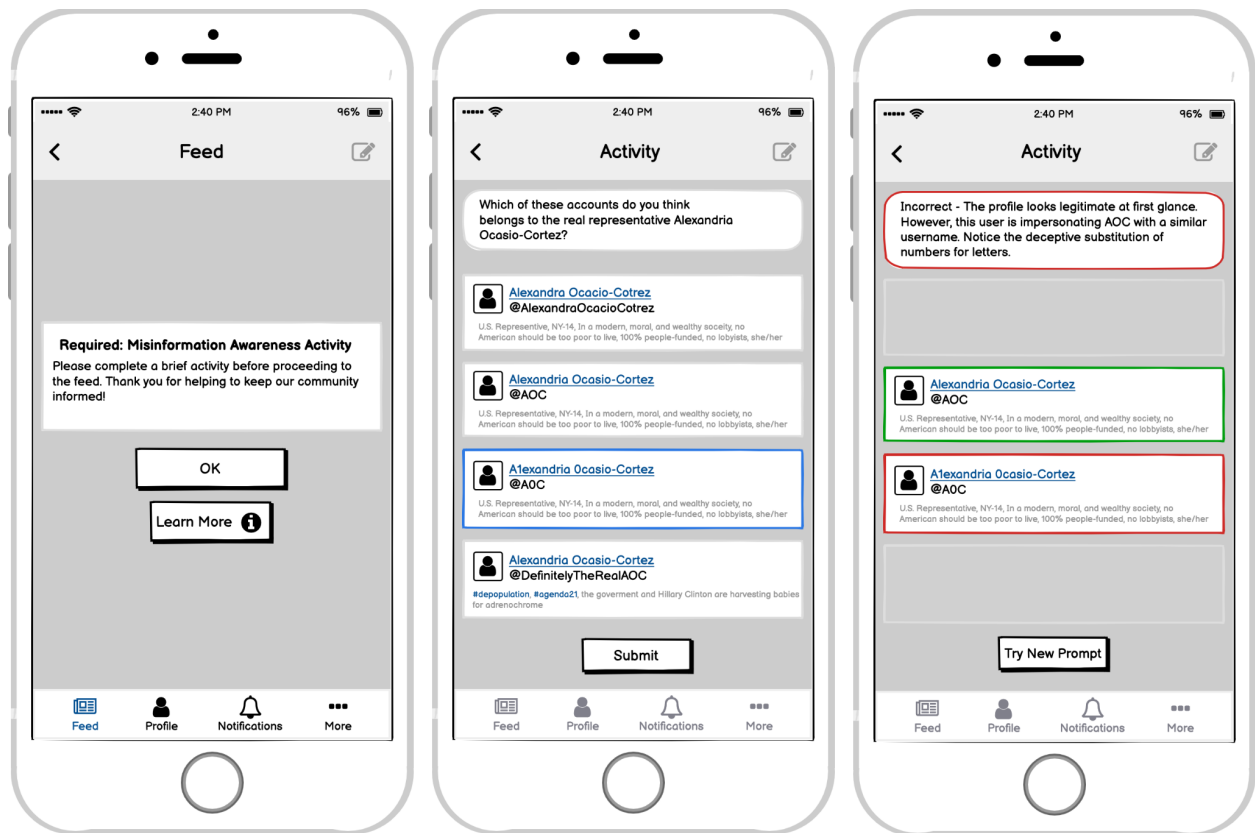 2:40 PM
96%
Feed
Required: Misinformation Awareness Activity
Please complete a brief activity before proceeding to
the feed. Thank you for helping to keep our community
informed!
OK
Learn More
Feed
Profile
Notifications
More
2:40 PM
96%
Activity
Which of these accounts do you think
belongs to the real representative Alexandria
Ocasio-Cortez?
Alexandra Ocacio-Cotrez
@AlexandraOcacioCotrez
U.S. Representive, NY-14, In a modern, moral, and wealthy soceity, no
American should be too poor to live, 100% people-funded, no lobyists, she/her
Alexandria Ocasio-Cortez
@AOC
U.S. Representative, NY-14, In a modern, moral, and wealthy society, no
American should be too poor to live, 100% people-funded, no lobbyists, she/her
A1exandria 0casio-Cortez
@A0C
U.S. Representative, NY-14, In a modern, moral, and wealthy society, no
American should be too poor to live, 100% people-funded, no lobbyists, she/her
Alexandria Ocasio-Cortez
@DefinitelyTheRealAOC
#depopulation, #agenda21, the goverment and Hillary Clinton are harvesting babies
for adrenochrome
Submit
Feed
Profile
Notifications
More
2:40 PM
96%
Activity
Incorrect - The profile looks legitimate at first glance.
However, this user is impersonating AOC with a similar
username. Notice the deceptive substitution of
numbers for letters.
Alexandria Ocasio-Cortez
@AOC
U.S. Representative, NY-14, In a modern, moral, and wealthy society, no
American should be too poor to live, 100% people-funded, no lobbyists, she/her
A1exandria 0casio-Cortez
@A0C
U.S. Representative, NY-14, In a modern, moral, and wealthy society, no
American should be too poor to live, 100% people-funded, no lobbyists, she/her
Try New Prompt
Feed
Profile
Notifications
More